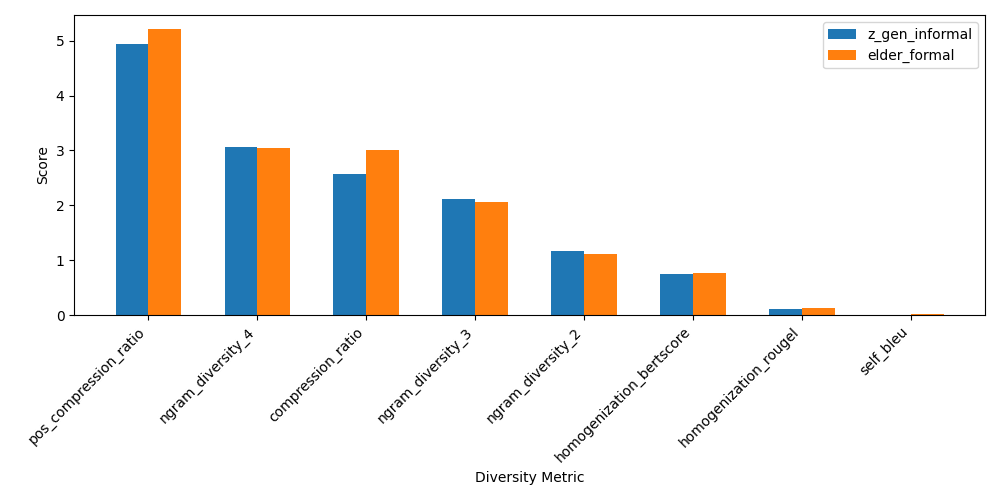 z_gen_informal
elder_formal
Score
5
4
3
2
1
0
pos_compression_ratio
ngram_diversity_4
compression_ratio
ngram_diversity_3
ngram_diversity_2
homogenization_bertscore
homogenization_rougel
self_bleu
Diversity Metric